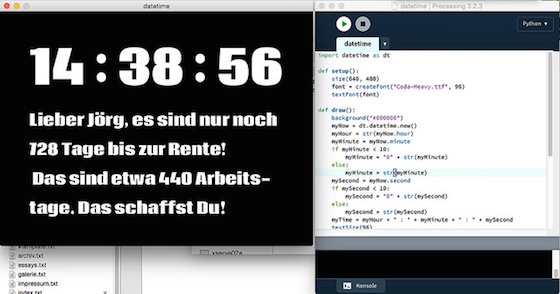 datetime
14 : 38 : 56
Lieber Jörg, es sind nur noch
728 Tage bis zur Rente!
Das sind etwa 440 Arbeits-
tage. Das schaffst Du!
archiv.txt
essays.txt
galerie.txt
impressum.txt
index.txt
xserve02a
datetime | Processing 3.2.3
Python
datetime
import datetime as dt
def setup():
size(640, 480)
font = createFont("Coda-Heavy.ttf", 96)
textFont(font)
def draw():
background("#000000")
myNow = dt.datetime.now()
myHour = str(myNow.hour)
myMinute = myNow.minute
if myMinute < 10:
myMinute = "0" + str(myMinute)
else:
myMinute = str(myMinute)
mySecond = myNow.second
if mySecond < 10:
mySecond = "0" + str(mySecond)
else:
mySecond = str(mySecond)
myTime = myHour + " : " + myMinute + " : " + mySecond
textSize(96)
Konsole